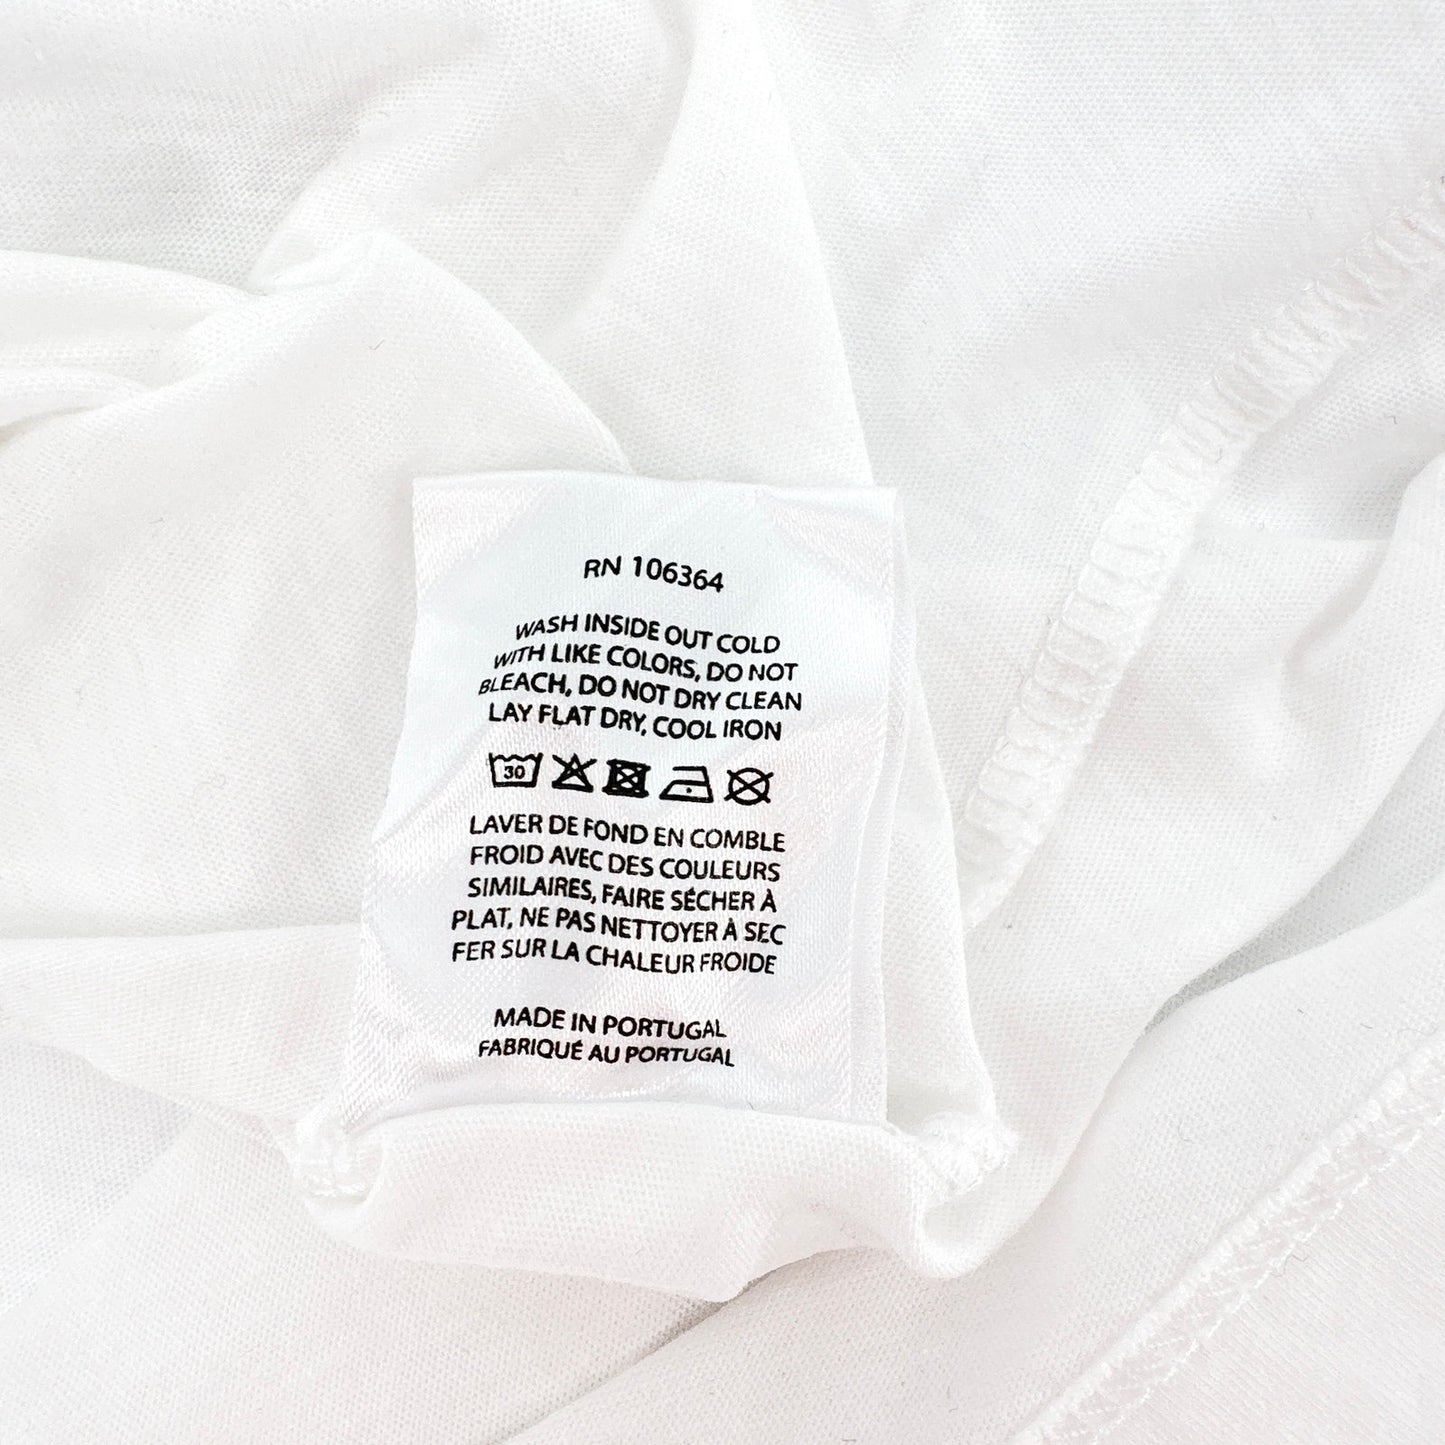 RN 106364
WASH INSIDE OUT COLD
WITH LIKE COLORS, DO NOT
BLEACH, DO NOT DRY CLEAN
LAY FLAT DRY, COOL IRON
30
LAVER DE FOND EN COMBLE
FROID AVEC DES COULEURS
SIMILAIRES, FAIRE SÉCHER À
PLAT, NE PAS NETTOYER À SEC
FER SUR LA CHALEUR FROIDE
MADE IN PORTUGAL
FABRIQUÉ AU PORTUGAL